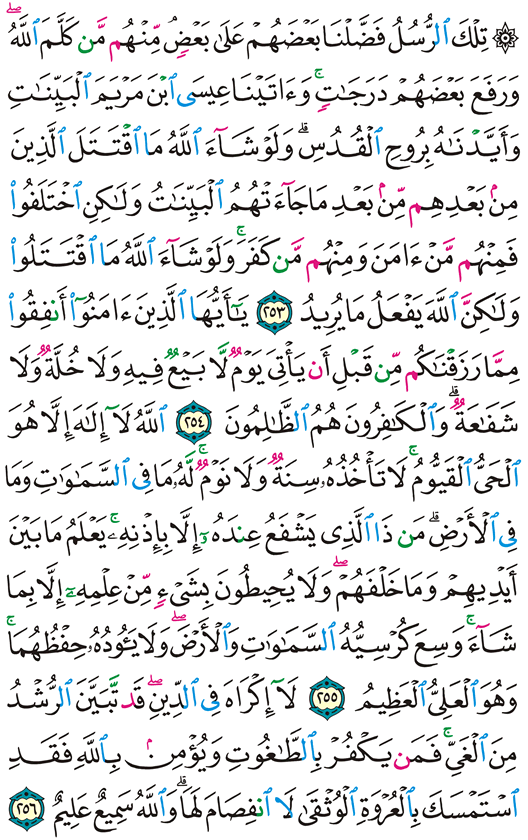 ۞ تِلْكَ ٱلرُّسُلُ فَضَّلْنَا بَعْضَهُمْ عَلَىٰ بَعْضٍ مِّنْهُم مَّن كَلَّمَ ٱللَّهُ ۖ
وَرَفَعَ بَعْضَهُمْ دَرَجَٰتٍ ۚ وَءَاتَيْنَا عِيسَى ٱبْنَ مَرْيَمَ ٱلْبَيِّنَٰتِ
وَأَيَّدْنَٰهُ بِرُوحِ ٱلْقُدُسِ ۗ وَلَوْ شَآءَ ٱللَّهُ مَا ٱقْتَتَلَ ٱلَّذِينَ
مِنۢ بَعْدِهِم مِّنۢ بَعْدِ مَا جَآءَتْهُمُ ٱلْبَيِّنَٰتُ وَلَٰكِنِ ٱخْتَلَفُوا۟
فَمِنْهُم مَّنْ ءَامَنَ وَمِنْهُم مَّن كَفَرَ ۚ وَلَوْ شَآءَ ٱللَّهُ مَا ٱقْتَتَلُوا۟
وَلَٰكِنَّ ٱللَّهَ يَفْعَلُ مَا يُرِيدُ ٢٥٣ يَٰٓأَيُّهَا ٱلَّذِينَ ءَامَنُوٓا۟ أَنفِقُوا۟
مِمَّا رَزَقْنَٰكُم مِّن قَبْلِ أَن يَأْتِىَ يَوْمٌ لَّا بَيْعٌ فِيهِ وَلَا خُلَّةٌ وَلَا
شَفَٰعَةٌ ۗ وَٱلْكَٰفِرُونَ هُمُ ٱلظَّٰلِمُونَ ٢٥٤ ٱللَّهُ لَآ إِلَٰهَ إِلَّا هُوَ
ٱلْحَىُّ ٱلْقَيُّومُ ۚ لَا تَأْخُذُهُۥ سِنَةٌ وَلَا نَوْمٌ ۚ لَّهُۥ مَا فِى ٱلسَّمَٰوَٰتِ وَمَا
فِى ٱلْأَرْضِ ۗ مَن ذَا ٱلَّذِى يَشْفَعُ عِندَهُۥٓ إِلَّا بِإِذْنِهِۦ ۚ يَعْلَمُ مَا بَيْنَ
أَيْدِيهِمْ وَمَا خَلْفَهُمْ ۖ وَلَا يُحِيطُونَ بِشَىْءٍ مِّنْ عِلْمِهِۦٓ إِلَّا بِمَا
شَآءَ ۚ وَسِعَ كُرْسِيُّهُ ٱلسَّمَٰوَٰتِ وَٱلْأَرْضَ ۖ وَلَا يَـُٔودُهُۥ حِفْظُهُمَا ۚ
وَهُوَ ٱلْعَلِىُّ ٱلْعَظِيمُ ٢٥٥ لَآ إِكْرَاهَ فِى ٱلدِّينِ ۖ قَد تَّبَيَّنَ ٱلرُّشْدُ
مِنَ ٱلْغَىِّ ۚ فَمَن يَكْفُرْ بِٱلطَّٰغُوتِ وَيُؤْمِنۢ بِٱللَّهِ فَقَدِ
ٱسْتَمْسَكَ بِٱلْعُرْوَةِ ٱلْوُثْقَىٰ لَا ٱنفِصَامَ لَهَا ۗ وَٱللَّهُ سَمِيعٌ عَلِيمٌ ٢٥٦